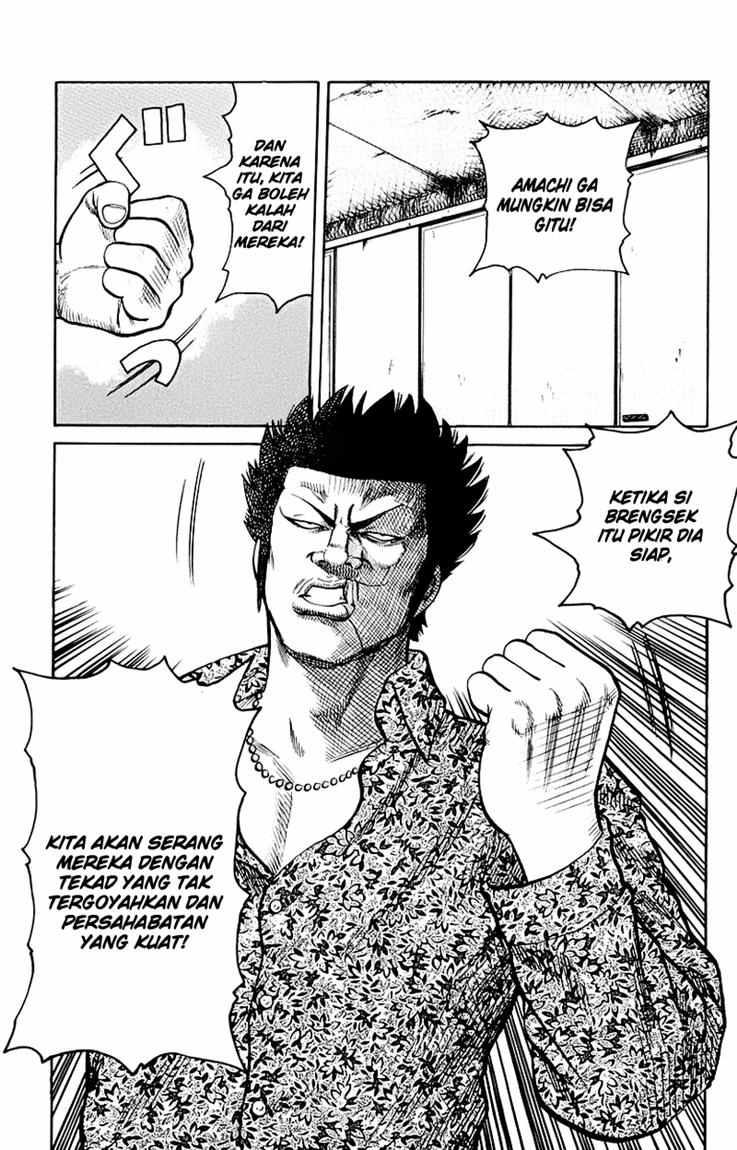 AMACHI GA
MUNGKIN BISA
GITU!
DAN
KARENA
ITU, KITA
GA BOLEH
KALAH
DARI
MEREKA!
KETIKA SI
BRENGSEK
ITU PIKIR DIA
SIAP,
KITA AKAN SERANG
MEREKA DENGAN
TEKAD YANG TAK
TERGOYAHKAN DAN
PERSAHABATAN
YANG KUAT!